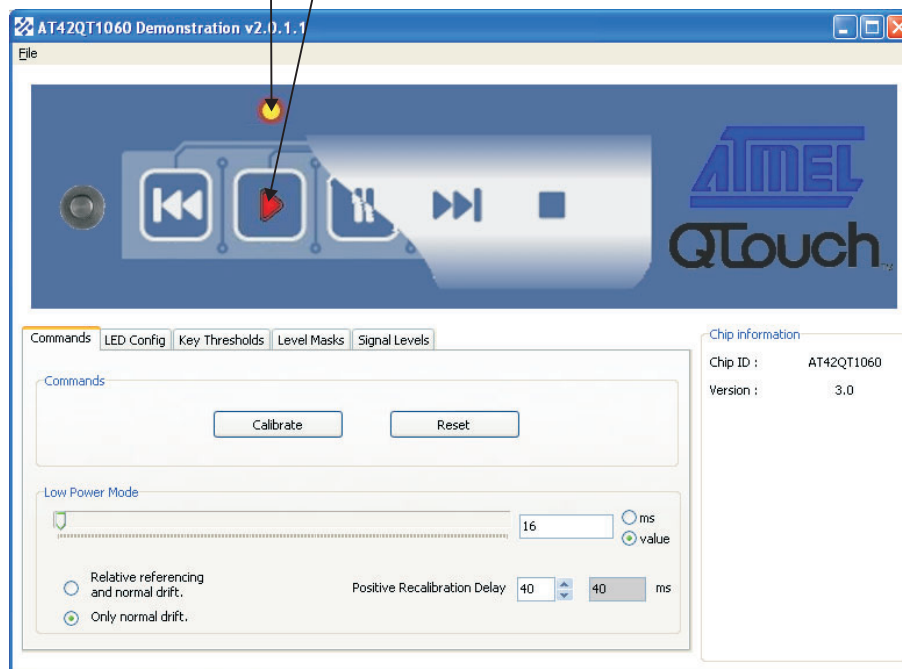 AT42QT1060 Demonstration v2.0.1.1
File
ATMEL
QTouch™
Commands LED Config Key Thresholds Level Masks Signal Levels
Commands
Calibrate Reset
Low Power Mode
16
ms
value
Relative referencing
and normal drift.
Only normal drift.
Positive Recalibration Delay 40 40 ms
Chip information
Chip ID : AT42QT1060
Version : 3.0